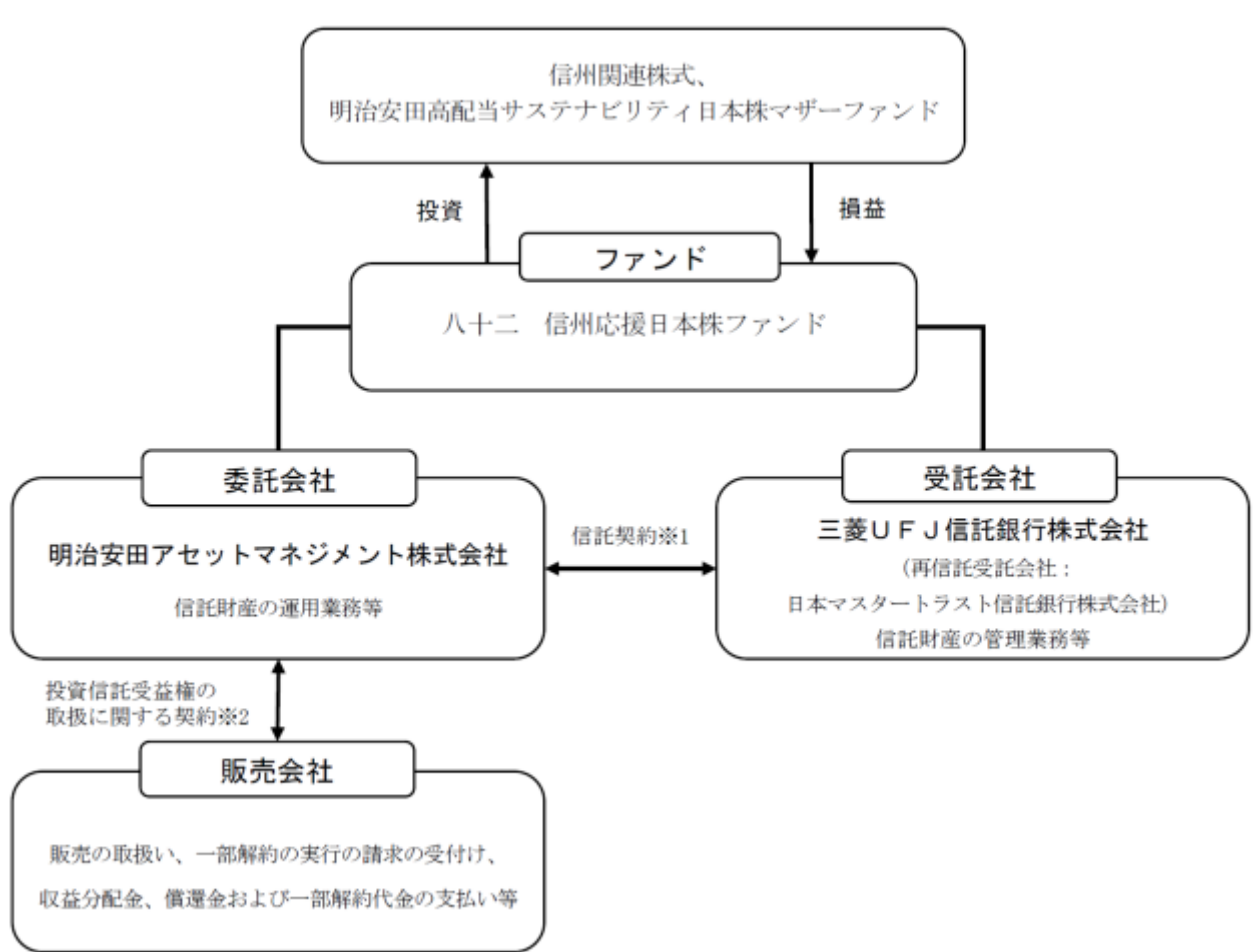 信州関連株式、
明治安田高配当サステナビリティ日本株マザーファンド
投資
損益
ファンド
八十二　信州応援日本株ファンド
委託会社
明治安田アセットマネジメント株式会社
信託財産の運用業務等
信託契約※1
受託会社
三菱ＵＦＪ信託銀行株式会社
（再信託受託会社：
日本マスタートラスト信託銀行株式会社）
信託財産の管理業務等
投資信託受益権の
取扱に関する契約※2
販売会社
販売の取扱い、一部解約の実行の請求の受付け、
収益分配金、償還金および一部解約代金の支払い等